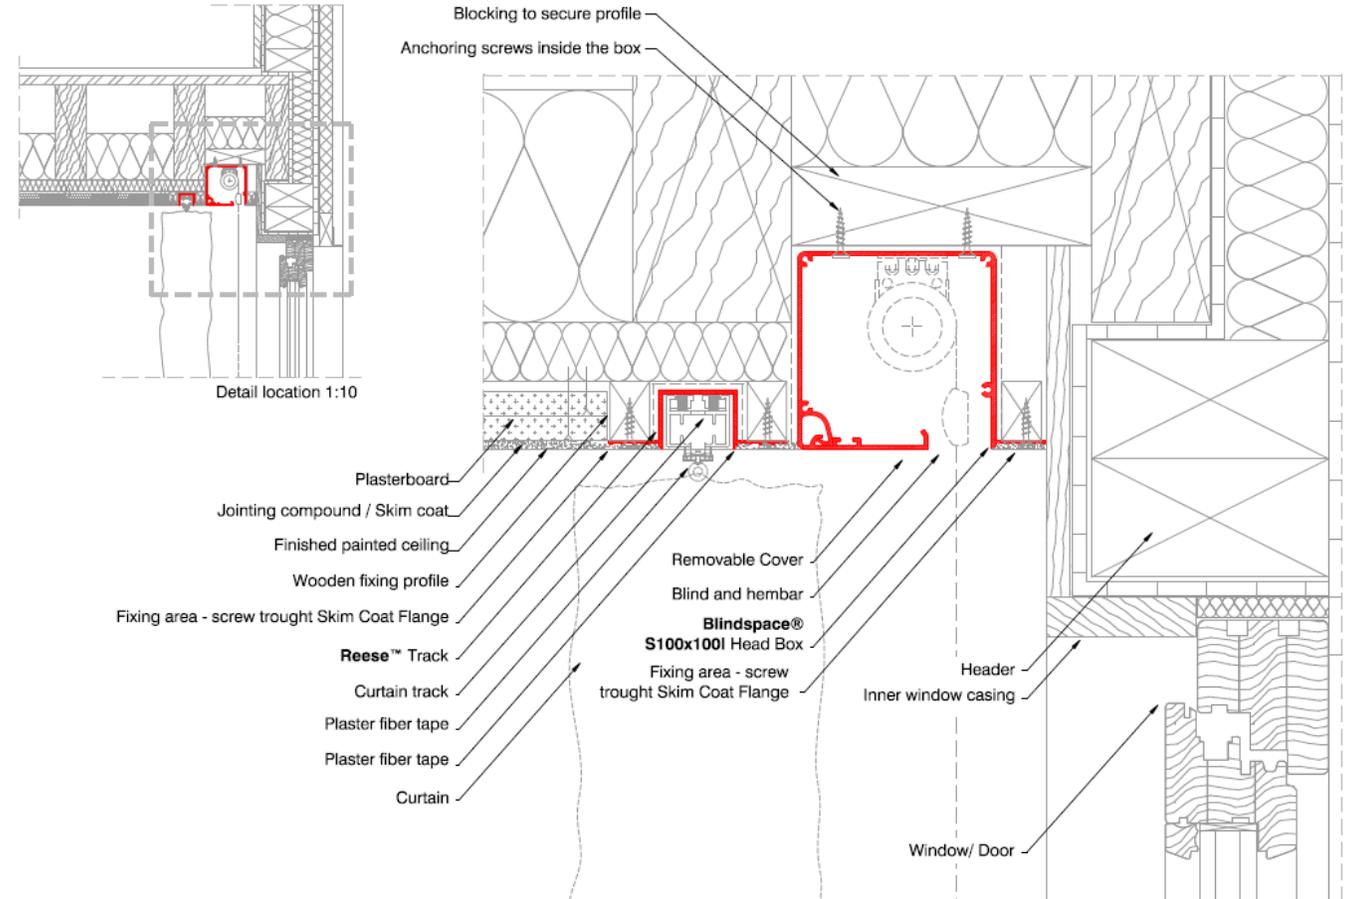 Blocking to secure profile
Anchoring screws inside the box
Detail location 1:10
Plasterboard
Jointing compound / Skim coat
Finished painted ceiling
Wooden fixing profile
Fixing area - screw trought Skim Coat Flange
Reese™ Track
Curtain track
Plaster fiber tape
Plaster fiber tape
Curtain
Removable Cover
Blind and hembar
Blindspace®
S100x100I Head Box
Fixing area - screw
trought Skim Coat Flange
Header
Inner window casing
Window/ Door